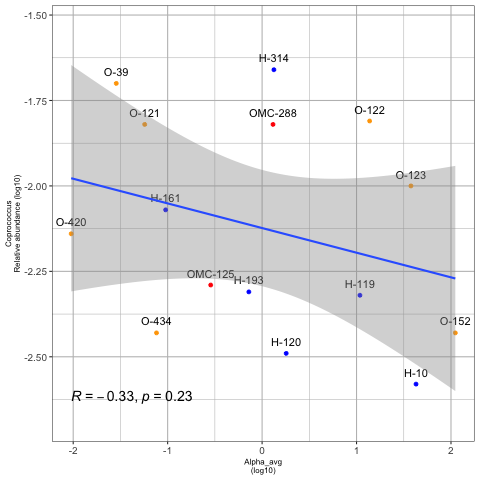 -1.50
-1.75
-2.00
-2.25
-2.50
Coprococcus
Relative abundance (log10)
H-314
O-39
O-121
OMC-288
O-122
O-123
H-161
O-420
OMC-125
H-193
H-119
O-434
O-152
H-120
H-10
R = −0.33, p = 0.23
-2 -1 0 1 2
Alpha_avg
(log10)